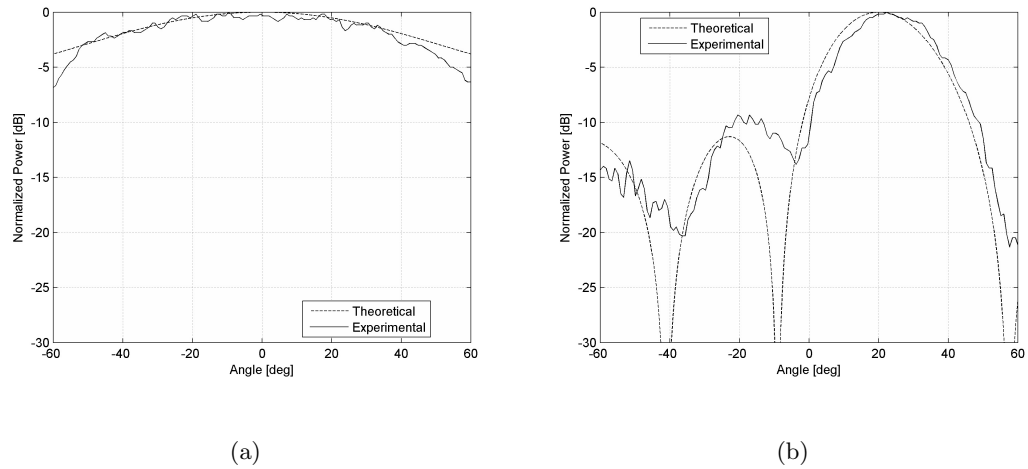 0
-5
-10
-15
-20
-25
-30
Normalized Power [dB]
Theoretical
Experimental
-60 -40 -20 0 20 40 60
Angle [deg]
(a)
0
-5
-10
-15
-20
-25
-30
Normalized Power [dB]
Theoretical
Experimental
-60 -40 -20 0 20 40 60
Angle [deg]
(b)